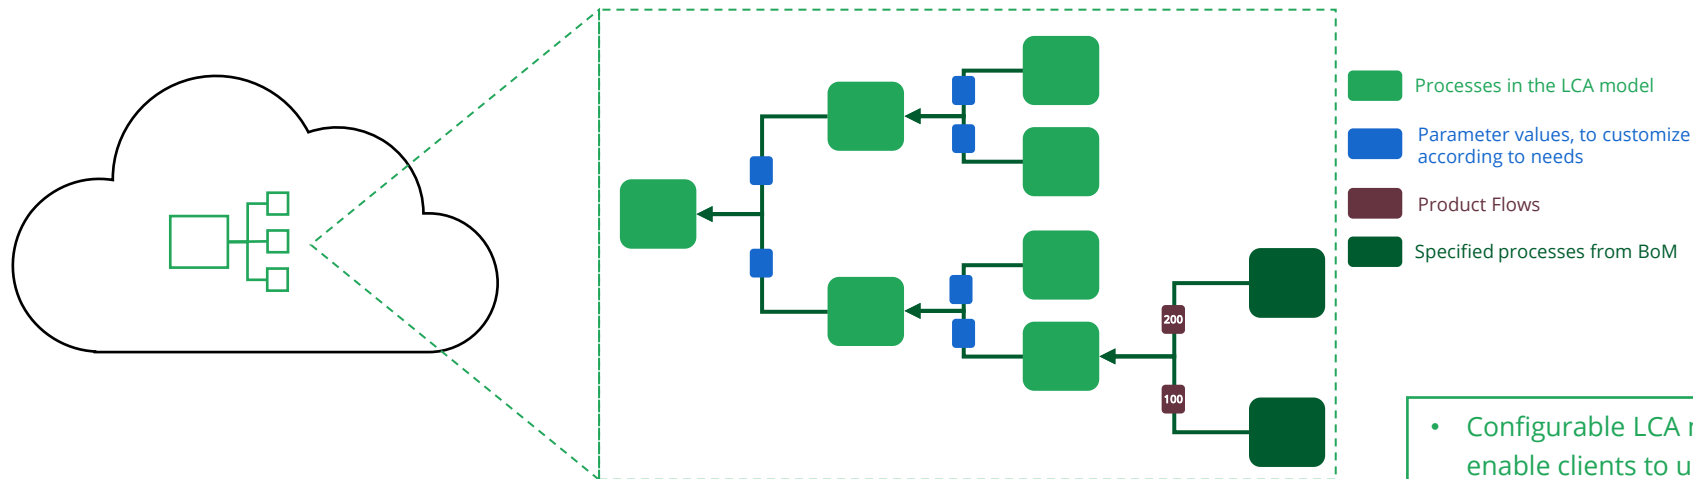 Processes in the LCA model
Parameter values, to customize
according to needs
Product Flows
Specified processes from BoM
200
100
• Configurable LCA
enable clients to